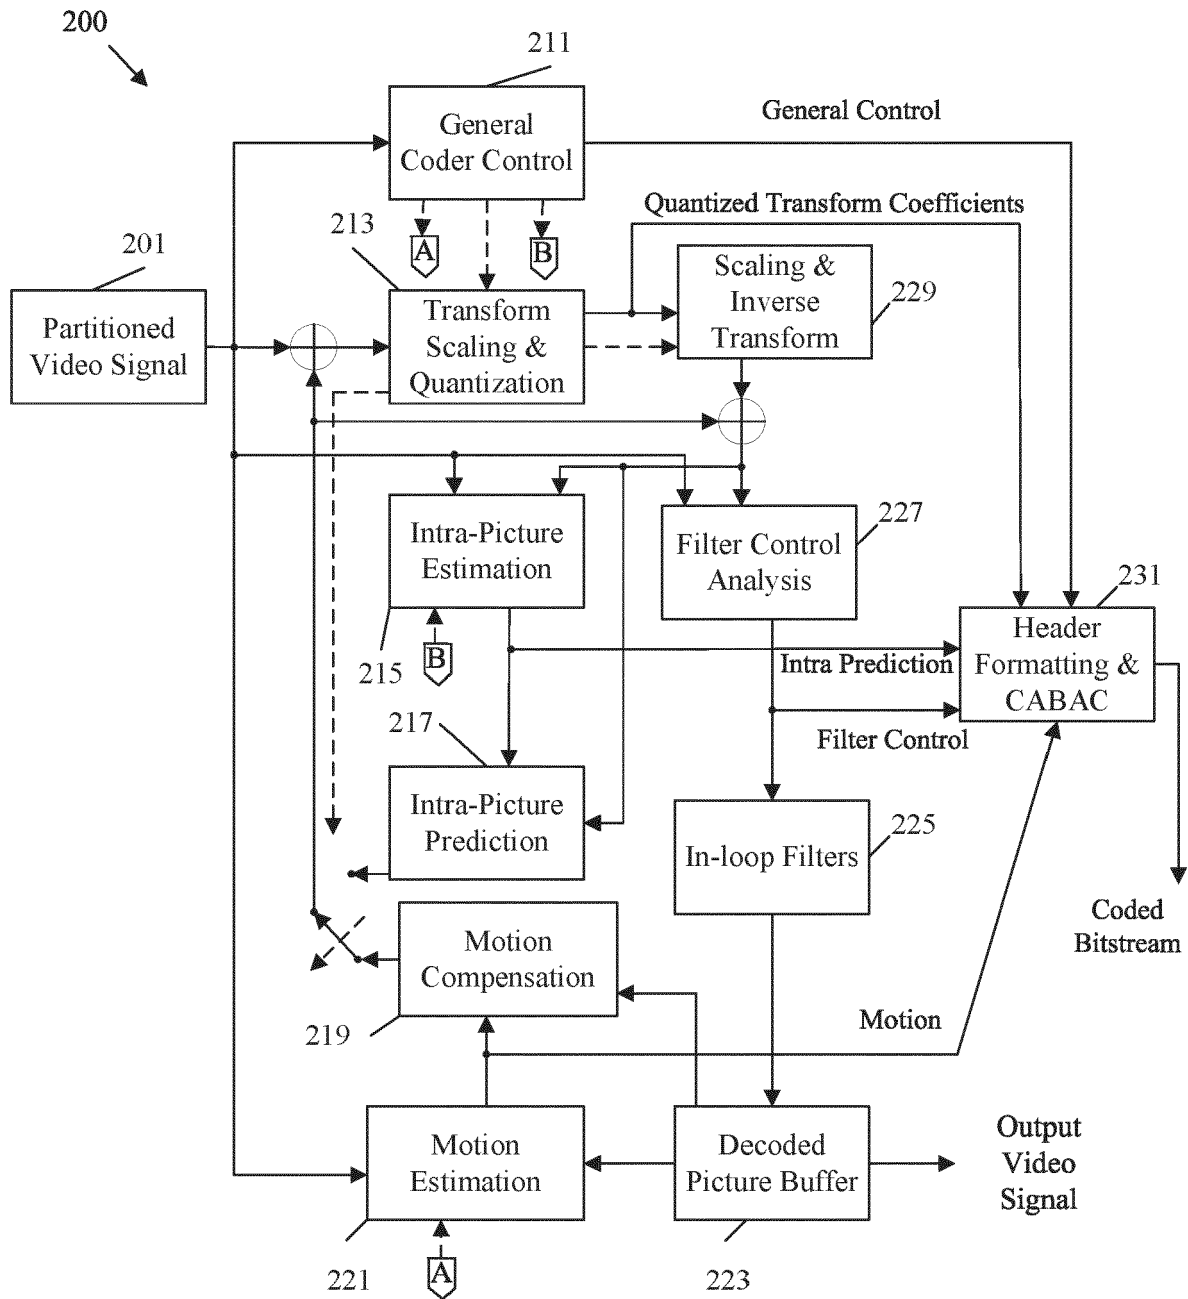 200
211
General
Coder Control
General Control
A
B
Quantized Transform Coefficients
213
201
Partitioned
Video Signal
Transform
Scaling &
Quantization
Scaling &
Inverse
Transform
229
Intra-Picture
Estimation
215
B
227
Filter Control
Analysis
231
Header
Formatting &
CABAC
Intra Prediction
Filter Control
217
Intra-Picture
Prediction
225
In-loop Filters
Coded
Bitstream
Motion
Compensation
219
Motion
Motion
Estimation
221
A
Decoded
Picture Buffer
223
Output
Video
Signal